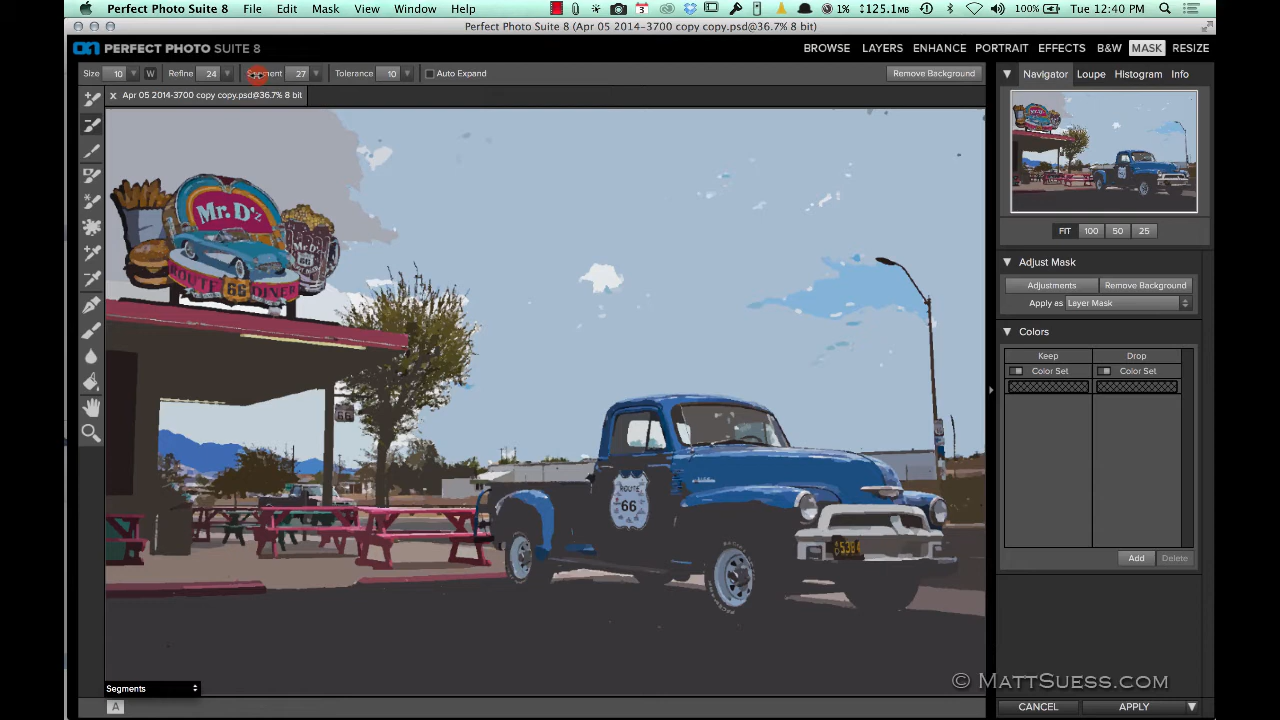 Perfect Photo Suite 8 File Edit Mask View Window Help 3 1% ↕125.1MB 100% Tue 12:40 PM
Perfect Photo Suite 8 (Apr 05 2014-3700 copy copy.psd@36.7% 8 bit)
on PERFECT PHOTO SUITE 8 BROWSE LAYERS ENHANCE PORTRAIT EFFECTS B&W MASK RESIZE
Size 10 W Refine 24 Segment 27 Tolerance 10 Auto Expand Remove Background Navigator Loupe Histogram Info
x Apr 05 2014-3700 copy copy.psd@36.7% 8 bit
Mr. D'z
Mr D'z
ROUTE 66 DINER
66
FIT 100 50 25
Adjust Mask
Adjustments Remove Background
Apply as Layer Mask
Colors
Keep Drop
Color Set Color Set
Add Delete
66
ROUTE
66
Segments
© MattSuess.com
A CANCEL APPLY